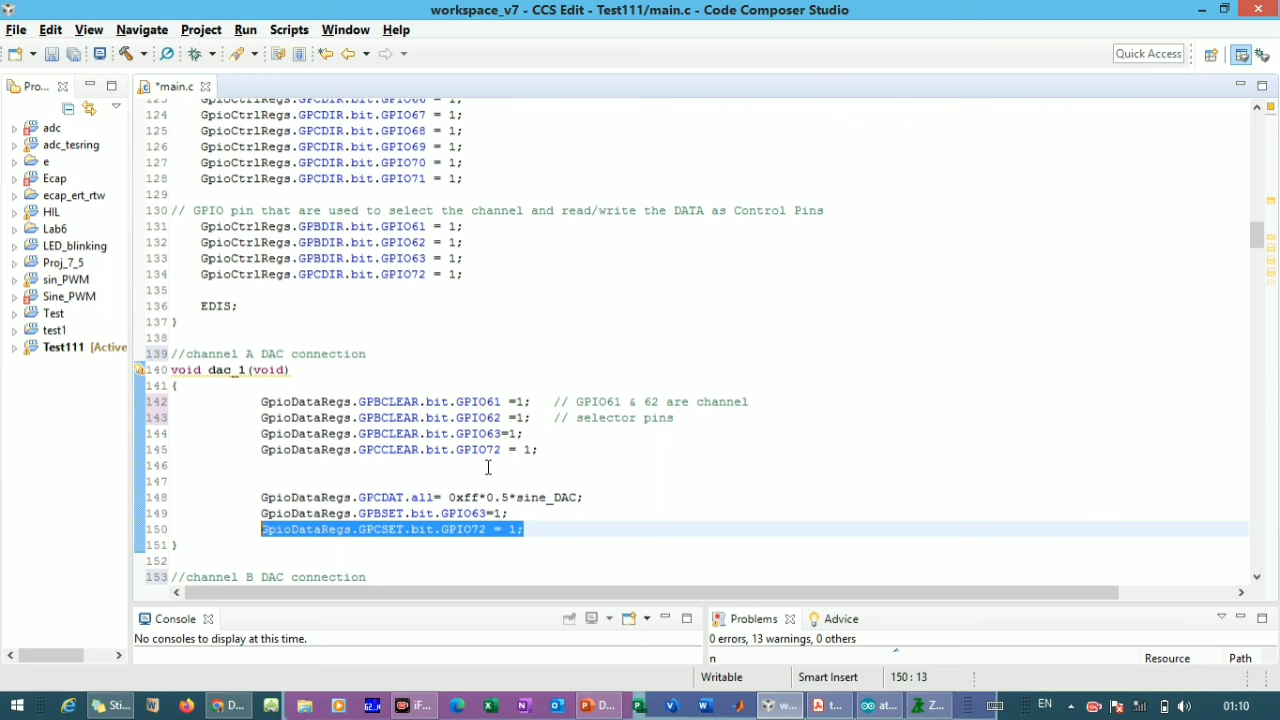 workspace_v7 - CCS Edit - Test111/main.c - Code Composer Studio
File Edit View Navigate Project Run Scripts Window Help
Quick Access
Pro...
*main.c
adc
adc_tesring
e
Ecap
ecap_ert_rtw
HIL
Lab6
LED_blinking
Proj_7_5
sin_PWM
Sine_PWM
Test
test1
Test111 [Active
123 GpioCtrlRegs.GPCDIR.bit.GPIO66 = 1;
124 GpioCtrlRegs.GPCDIR.bit.GPIO67 = 1;
125 GpioCtrlRegs.GPCDIR.bit.GPIO68 = 1;
126 GpioCtrlRegs.GPCDIR.bit.GPIO69 = 1;
127 GpioCtrlRegs.GPCDIR.bit.GPIO70 = 1;
128 GpioCtrlRegs.GPCDIR.bit.GPIO71 = 1;
129
130 // GPIO pin that are used to select the channel and read/write the DATA as Control Pins
131 GpioCtrlRegs.GPBDIR.bit.GPIO61 = 1;
132 GpioCtrlRegs.GPBDIR.bit.GPIO62 = 1;
133 GpioCtrlRegs.GPBDIR.bit.GPIO63 = 1;
134 GpioCtrlRegs.GPCDIR.bit.GPIO72 = 1;
135
136 EDIS;
137 }
138
139 //channel A DAC connection
140 void dac_1(void)
141 {
142 GpioDataRegs.GPBCLEAR.bit.GPIO61 =1; // GPIO61 & 62 are channel
143 GpioDataRegs.GPBCLEAR.bit.GPIO62 =1; // selector pins
144 GpioDataRegs.GPBCLEAR.bit.GPIO63=1;
145 GpioDataRegs.GPCCLEAR.bit.GPIO72 = 1;
146
147
148 GpioDataRegs.GPCDAT.all= 0xff*0.5*sine_DAC;
149 GpioDataRegs.GPBSET.bit.GPIO63=1;
150 GpioDataRegs.GPCSET.bit.GPIO72 = 1;
151 }
152
153 //channel B DAC connection
Console
No consoles to display at this time.
Problems Advice
0 errors, 13 warnings, 0 others
n Resource Path
Writable Smart Insert 150 : 13
Sti... D... iF... D... w... t... at... Z... EN 01:10